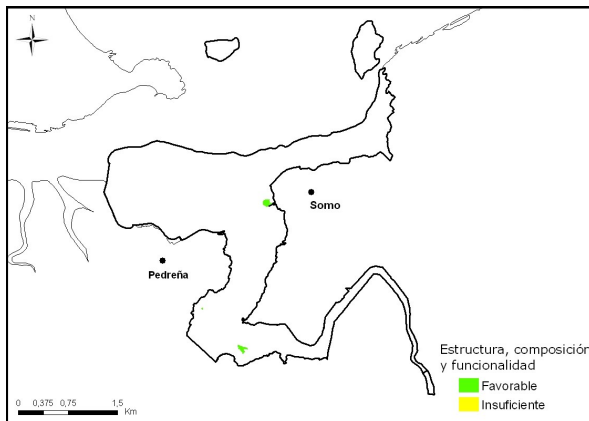 N
Somo
Pedreña
Estructura, composición
y funcionalidad
Favorable
Insuficiente
0 0,375 0,75 1,5
Km